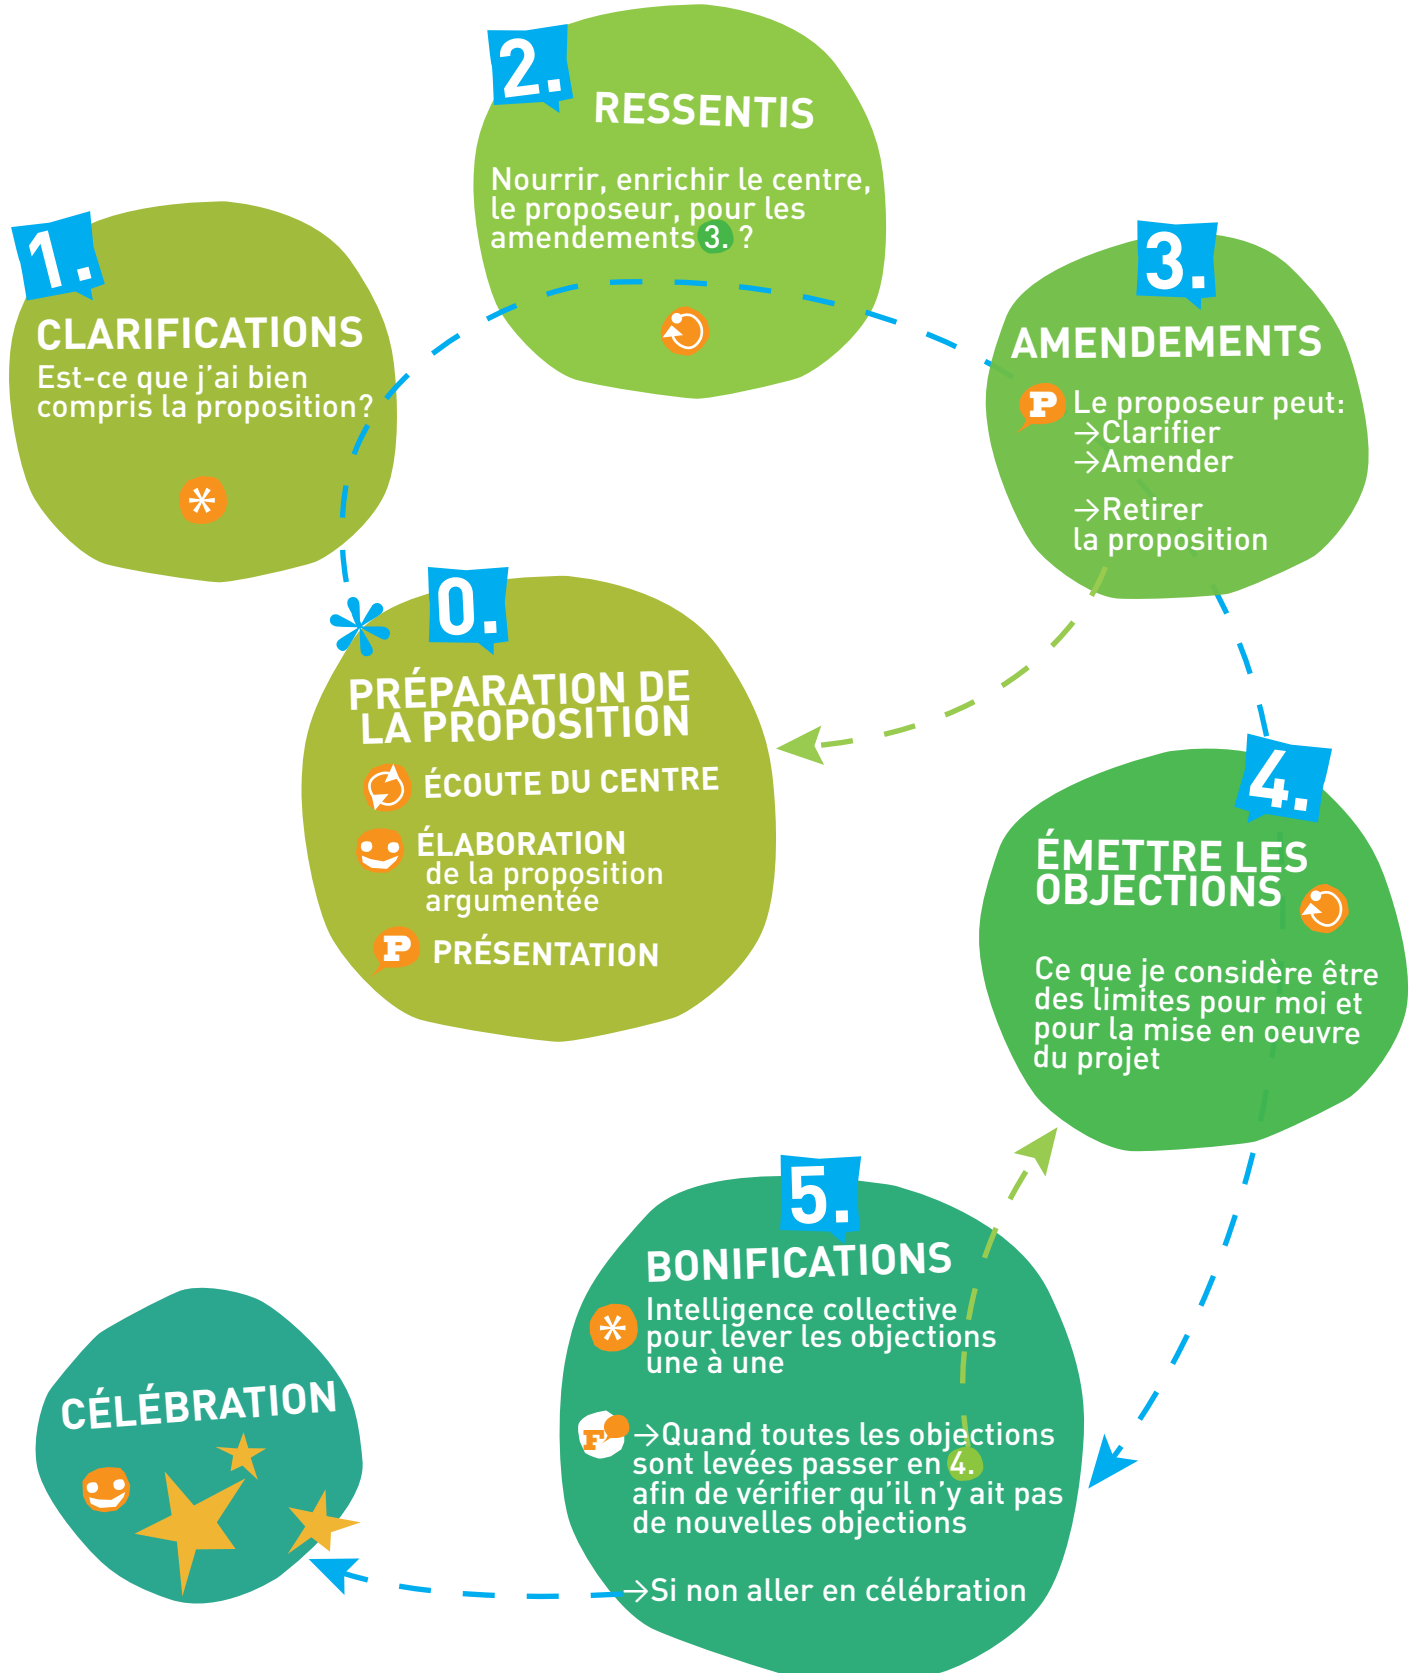 0.
PRÉPARATION DE
LA PROPOSITION
ÉCOUTE DU CENTRE
ÉLABORATION
de la proposition
argumentée
P PRÉSENTATION
1.
CLARIFICATIONS
Est-ce que j’ai bien
compris la proposition?
*
2.
RESSENTIS
Nourrir, enrichir le centre,
le proposeur, pour les
amendements 3. ?
3.
AMENDEMENTS
P Le proposeur peut:
→Clarifier
→Amender
→Retirer
la proposition
4.
ÉMETTRE LES
OBJECTIONS
Ce que je considère être
des limites pour moi et
pour la mise en oeuvre
du projet
5.
BONIFICATIONS
* Intelligence collective
pour lever les objections
une à une
F →Quand toutes les objections
sont levées passer en 4.
afin de vérifier qu’il n’y ait pas
de nouvelles objections
→Si non aller en célébration
CÉLÉBRATION